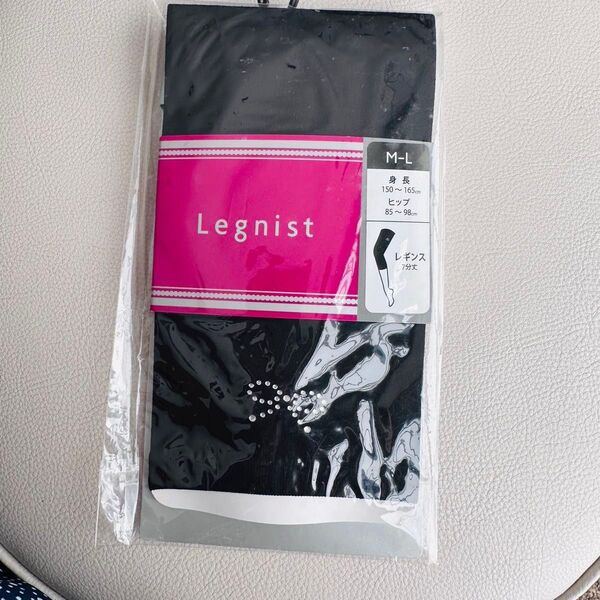 Legnist
M-L
身長
150〜165cm
ヒップ
85〜98cm
レギンス
7分丈